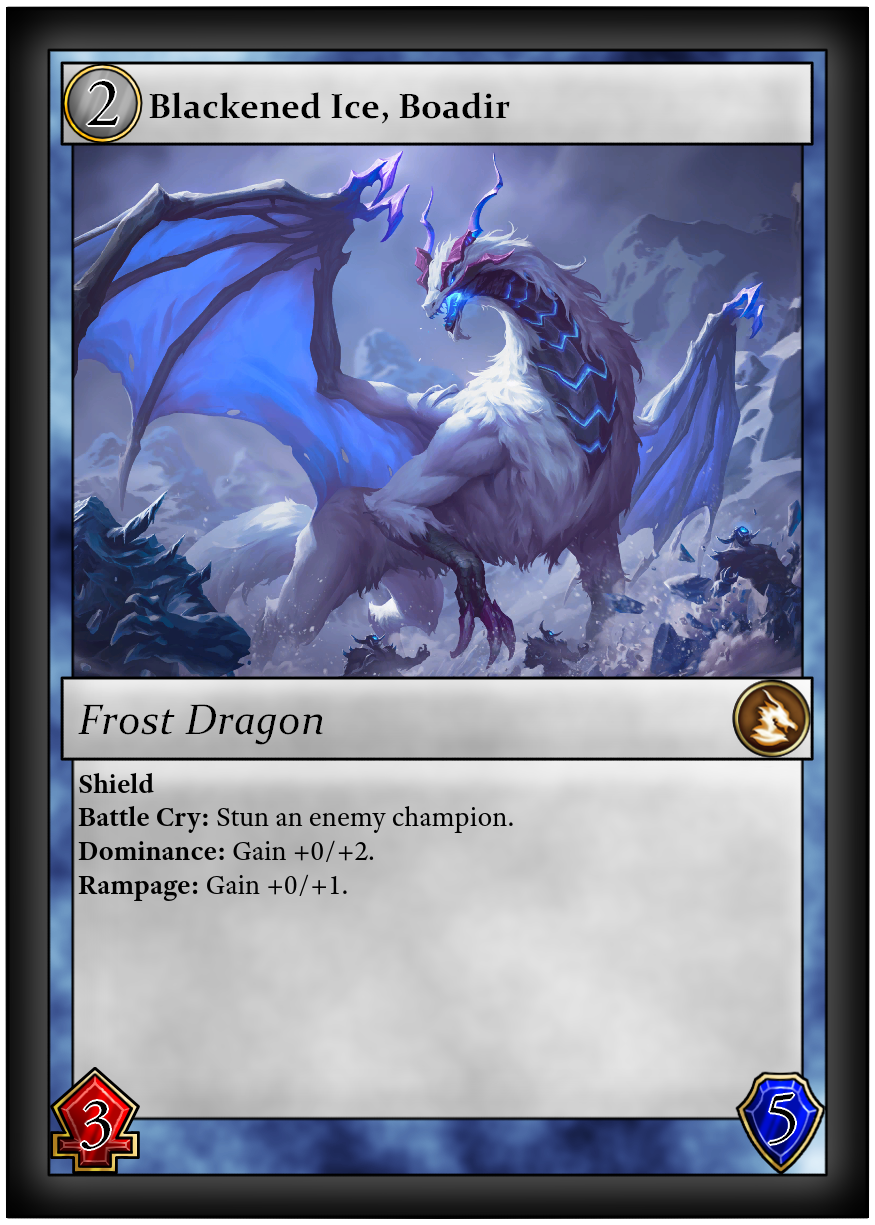 2
Blackened Ice, Boadir
Frost Dragon
Shield
Battle Cry: Stun an enemy champion.
Dominance: Gain +0/+2.
Rampage: Gain +0/+1.
3
5